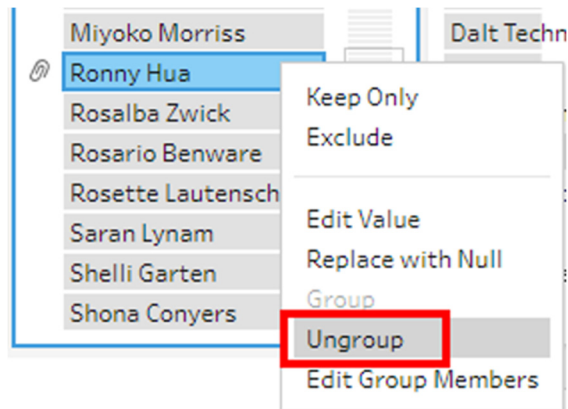 Miyoko Morriss
Ronny Hua
Rosalba Zwick
Rosario Benware
Rosette Lautensch
Saran Lynam
Shelli Garten
Shona Conyers
Dalt Techn
Keep Only
Exclude
Edit Value
Replace with Null
Group
Ungroup
Edit Group Members